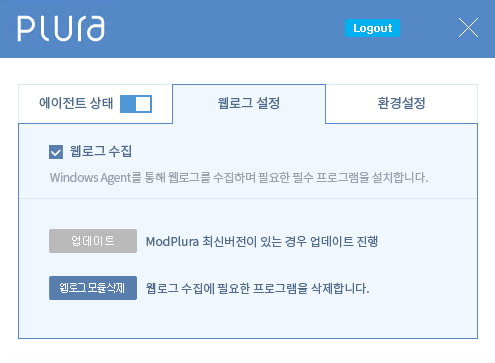 PLURA
Logout
에이전트 상태
웹로그 설정
환경설정
웹로그 수집
Windows Agent를 통해 웹로그를 수집하며 필요한 필수 프로그램을 설치합니다.
업데이트
ModPlura 최신버전이 있는 경우 업데이트 진행
웹로그 모듈삭제
웹로그 수집에 필요한 프로그램을 삭제합니다.